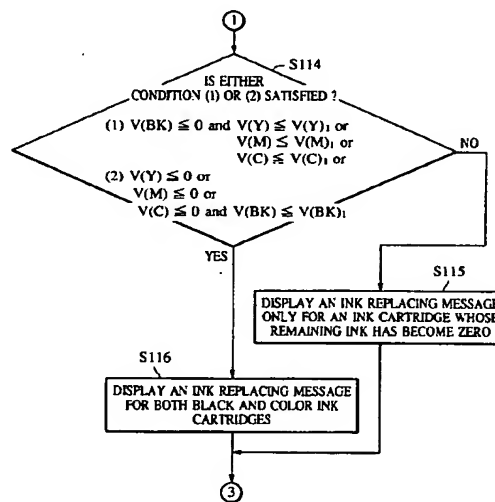 1
S114
IS EITHER
CONDITION (1) OR (2) SATISFIED ?
(1) V(BK) ≦ 0 and V(Y) ≦ V(Y)₁ or
V(M) ≦ V(M)₁ or
V(C) ≦ V(C)₁ or
NO
(2) V(Y) ≦ 0 or
V(M) ≦ 0 or
V(C) ≦ 0 and V(BK) ≦ V(BK)₁
YES
S115
DISPLAY AN INK REPLACING MESSAGE
ONLY FOR AN INK CARTRIDGE WHOSE
REMAINING INK HAS BECOME ZERO
S116
DISPLAY AN INK REPLACING MESSAGE
FOR BOTH BLACK AND COLOR INK
CARTRIDGES
3